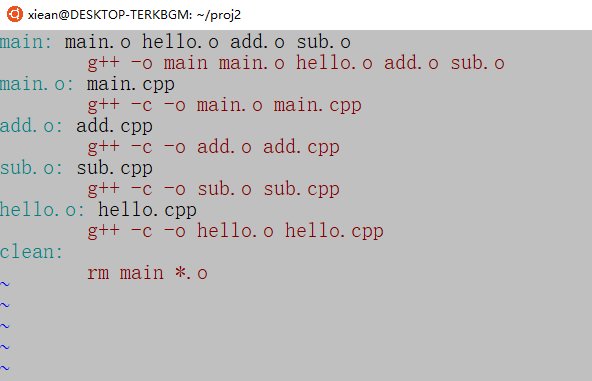 xiean@DESKTOP-TERKBGM: ~/proj2
main: main.o hello.o add.o sub.o
        g++ -o main main.o hello.o add.o sub.o
main.o: main.cpp
        g++ -c -o main.o main.cpp
add.o: add.cpp
        g++ -c -o add.o add.cpp
sub.o: sub.cpp
        g++ -c -o sub.o sub.cpp
hello.o: hello.cpp
        g++ -c -o hello.o hello.cpp
clean:
        rm main *.o
~
~
~
~
~